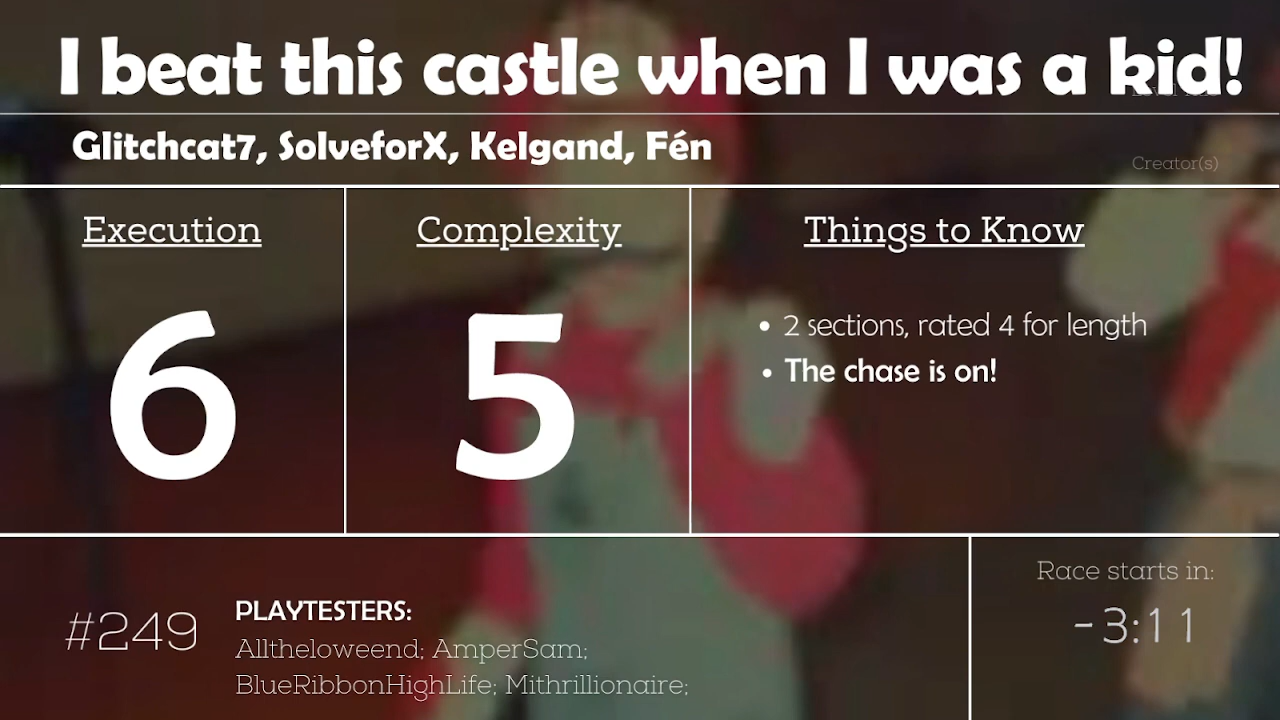 I beat this castle when I was a kid!
Glitchcat7, SolveforX, Kelgand, Fén
Creator(s)
Execution
Complexity
Things to Know
6
5
• 2 sections, rated 4 for length
• The chase is on!
#249
PLAYTESTERS:
Alltheloweend; AmperSam;
BlueRibbonHighLife; Mithrillionaire;
Race starts in:
-3:11